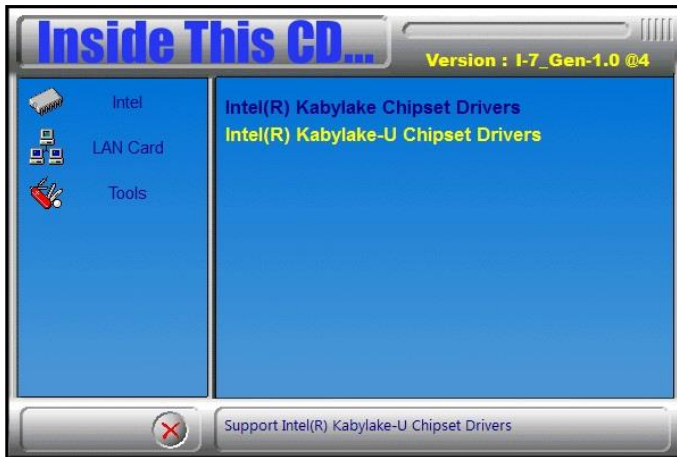 Inside This CD...
Version : I-7_Gen-1.0 @4
Intel
LAN Card
Tools
Intel(R) Kabylake Chipset Drivers
Intel(R) Kabylake-U Chipset Drivers
Support Intel(R) Kabylake-U Chipset Drivers